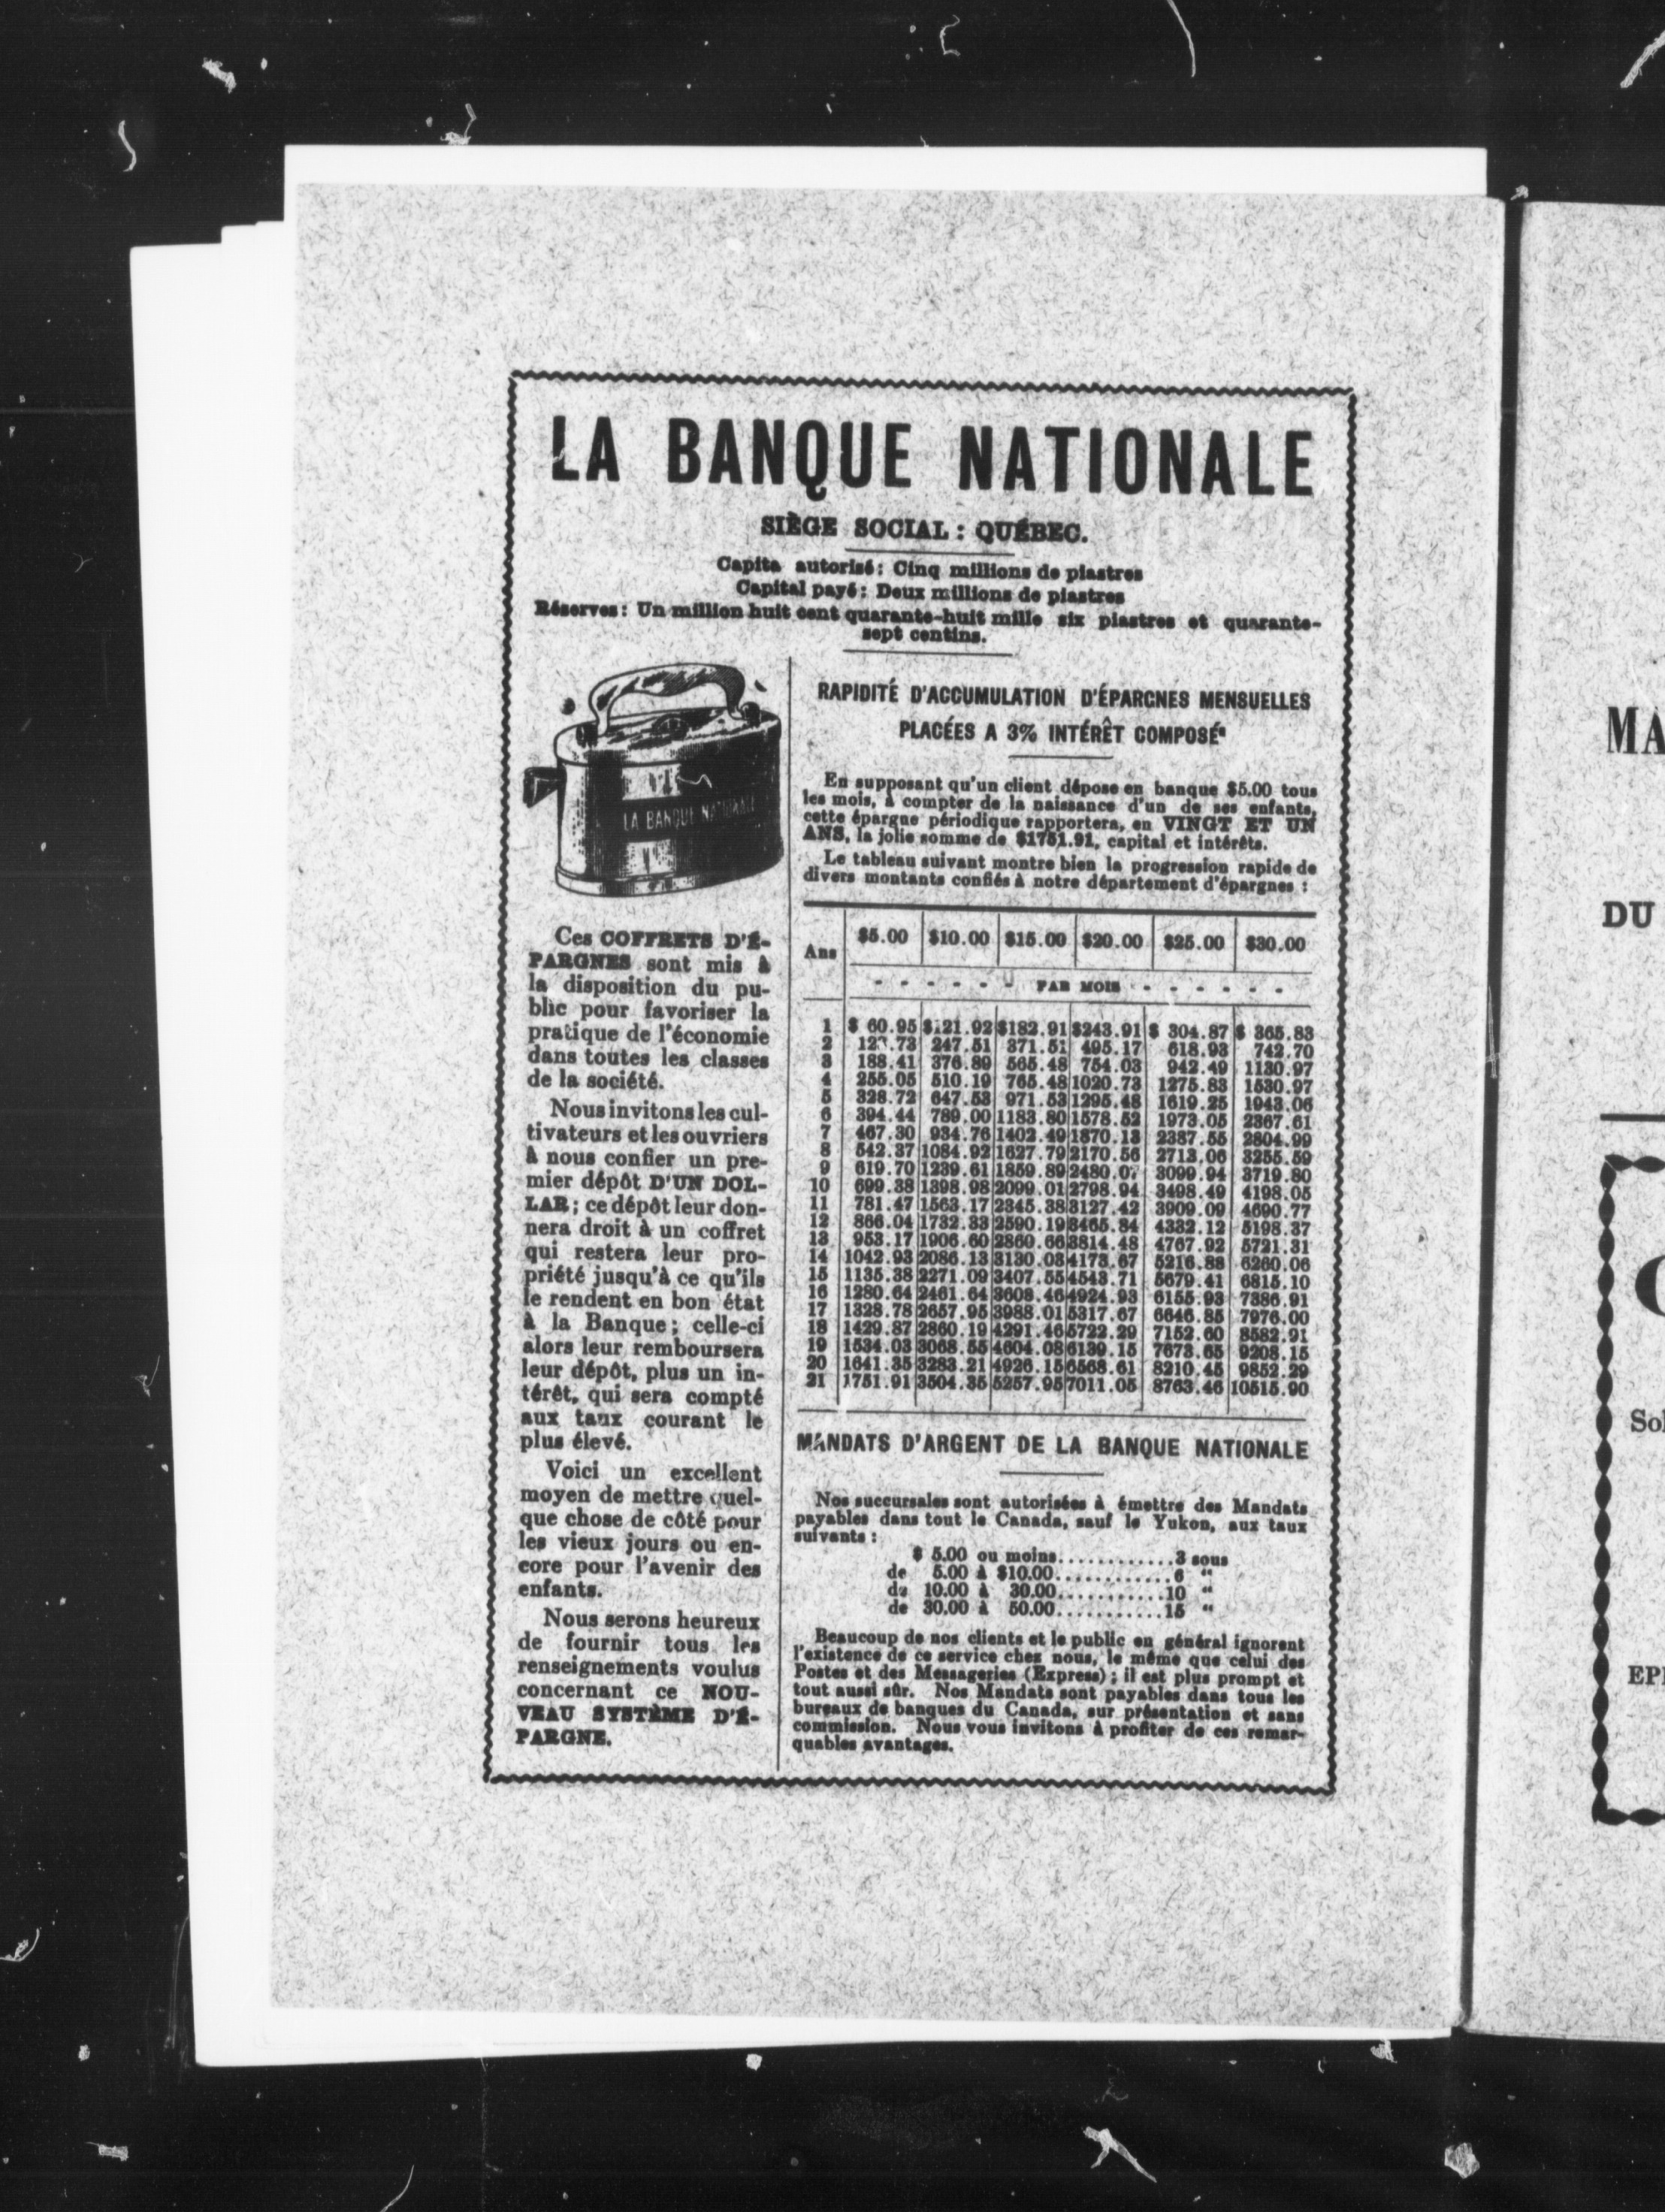 LA BANQUE NATIONALE
SIÈGE SOCIAL : QUÉBEC.
Capita autorisé : Cinq millions de piastres
Capital payé : Deux millions de piastres
Réserves : Un million huit cent quarante-huit mille six piastres et quarante-
sept centins.
LA BANQUE NATIONALE
Ces COFFRETS D'É-
PARGNES sont mis à
la disposition du pu-
blic pour favoriser la
pratique de l'économie
dans toutes les classes
de la société.
Nous invitons les cul-
tivateurs et les ouvriers
à nous confier un pre-
mier dépôt D'UN DOL-
LAR ; ce dépôt leur don-
nera droit à un coffret
qui restera leur pro-
priété jusqu'à ce qu'ils
le rendent en bon état
à la Banque ; celle-ci
alors leur remboursera
leur dépôt, plus un in-
térêt, qui sera compté
aux taux courant le
plus élevé.
Voici un excellent
moyen de mettre quel-
que chose de côté pour
les vieux jours ou en-
core pour l'avenir des
enfants.
Nous serons heureux
de fournir tous les
renseignements voulus
concernant ce NOU-
VEAU SYSTÈME D'É-
PARGNE.
RAPIDITÉ D'ACCUMULATION D'ÉPARGNES MENSUELLES
PLACÉES A 3% INTÉRÊT COMPOSÉ
En supposant qu'un client dépose en banque $5.00 tous
les mois, à compter de la naissance d'un de ses enfants,
cette épargne périodique rapportera, en VINGT ET UN
ANS, la jolie somme de $1751.91, capital et intérêts.
Le tableau suivant montre bien la progression rapide de
divers montants confiés à notre département d'épargnes :
Ans $5.00 $10.00 $15.00 $20.00 $25.00 $30.00
- - - - - - PAR MOIS - - - - - -
1 $ 60.95 $121.92 $182.91 $243.91 $ 304.87 $ 365.83
2 123.73 247.51 371.51 495.17 618.93 742.70
3 188.41 376.89 565.48 754.03 942.49 1130.97
4 255.05 510.19 765.48 1020.73 1275.83 1530.97
5 328.72 647.53 971.53 1295.48 1619.25 1943.06
6 394.44 789.00 1183.80 1578.52 1973.05 2367.61
7 467.30 934.76 1402.49 1870.13 2387.55 2804.99
8 542.37 1084.92 1627.79 2170.56 2713.06 3255.59
9 619.70 1239.61 1859.89 2480.07 3099.94 3719.80
10 699.38 1398.98 2099.01 2798.94 3498.49 4198.05
11 781.47 1563.17 2345.38 3127.42 3909.09 4690.77
12 866.04 1732.33 2590.19 3465.84 4332.12 5198.37
13 953.17 1906.60 2860.66 3814.48 4767.92 5721.31
14 1042.93 2086.13 3130.03 4173.67 5216.88 6260.06
15 1135.38 2271.09 3407.55 4543.71 5679.41 6815.10
16 1280.64 2461.64 3608.46 4924.93 6155.93 7386.91
17 1328.78 2657.95 3988.01 5317.67 6646.85 7976.00
18 1429.87 2860.19 4291.46 5722.29 7152.60 8582.91
19 1534.03 3068.55 4604.08 6139.15 7673.65 9208.15
20 1641.35 3283.21 4926.15 6568.61 8210.45 9852.29
21 1751.91 3504.35 5257.95 7011.05 8763.46 10515.90
MANDATS D'ARGENT DE LA BANQUE NATIONALE
Nos succursales sont autorisées à émettre des Mandats
payables dans tout le Canada, sauf le Yukon, aux taux
suivants :
$ 5.00 ou moins............3 sous
de 5.00 à $10.00............6 "
de 10.00 à 30.00...........10 "
de 30.00 à 50.00...........15 "
Beaucoup de nos clients et le public en général ignorent
l'existence de ce service chez nous, le même que celui des
Postes et des Messageries (Express) ; il est plus prompt et
tout aussi sûr. Nos Mandats sont payables dans tous les
bureaux de banques du Canada, sur présentation et sans
commission. Nous vous invitons à profiter de ces remar-
quables avantages.
MA
DU
Sol